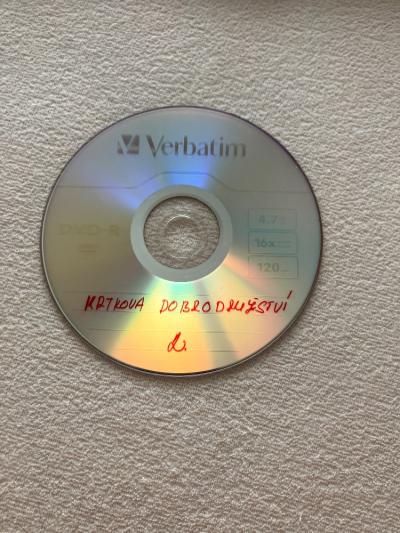 Verbatim
DVD-R
4.7
16x
120
KRTKOVA DOBRODRUŽSTVÍ
2.